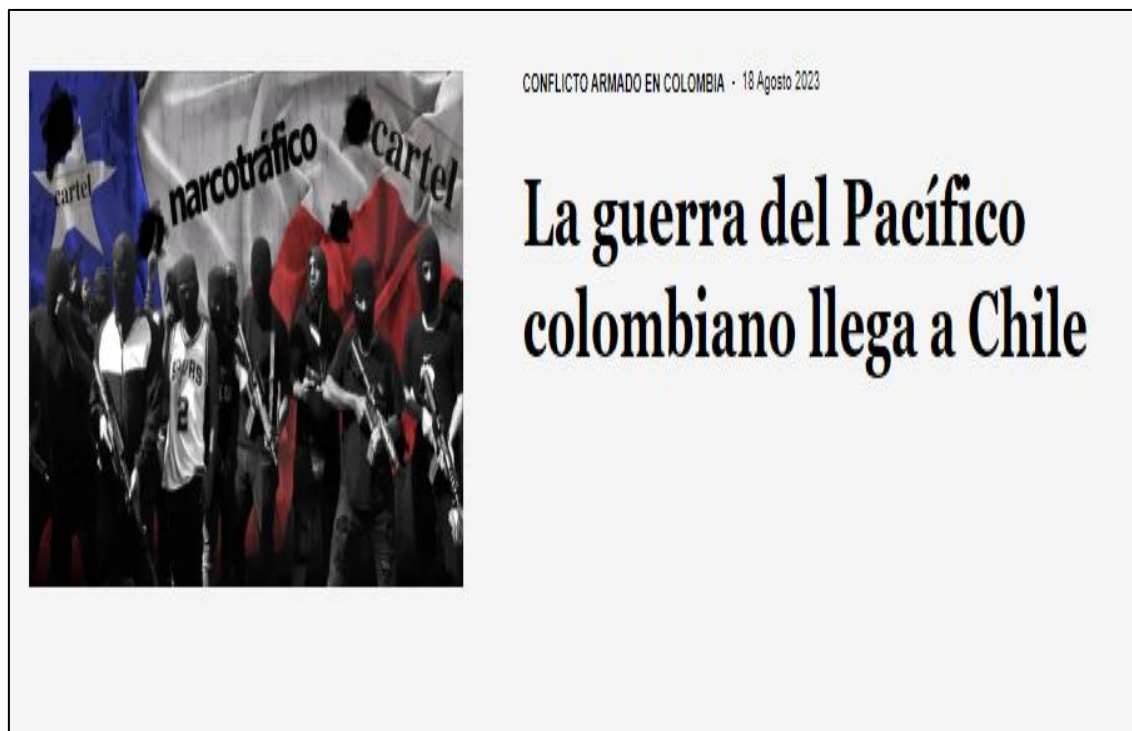 CONFLICTO ARMADO EN COLOMBIA - 18 Agosto 2023
La guerra del Pacífico
colombiano llega a Chile
cartel
narcotráfico
cartel
SPURS
2